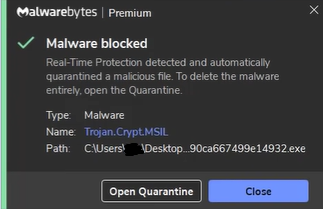 Malwarebytes | Premium
Malware blocked
Real-Time Protection detected and automatically
quarantined a malicious file. To delete the malware
entirely, open the Quarantine.
Type: Malware
Name: Trojan.Crypt.MSIL
Path: C:\Users\ \Desktop...90ca667499e14932.exe
Open Quarantine Close